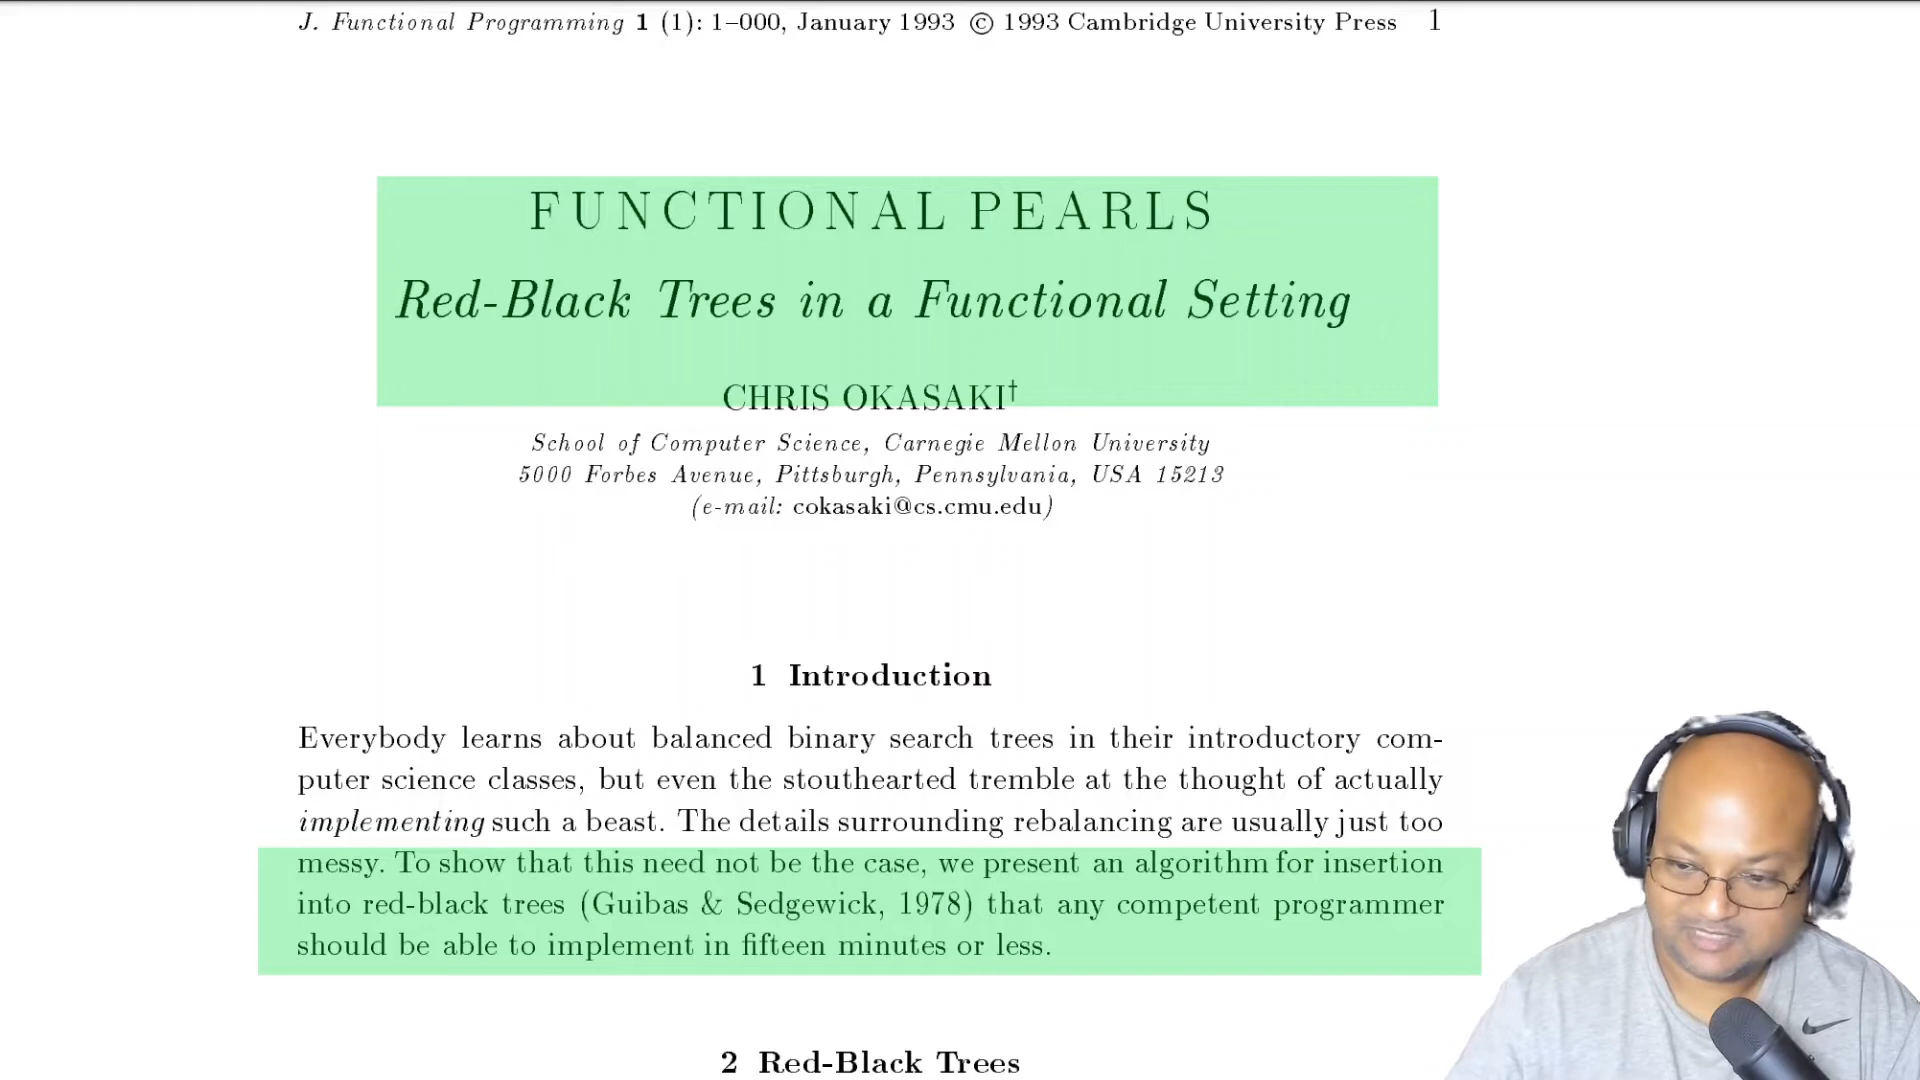 J. Functional Programming 1 (1): 1–000, January 1993 © 1993 Cambridge University Press 1
FUNCTIONAL PEARLS
Red-Black Trees in a Functional Setting
CHRIS OKASAKI†
School of Computer Science, Carnegie Mellon University
5000 Forbes Avenue, Pittsburgh, Pennsylvania, USA 15213
(e-mail: cokasaki@cs.cmu.edu)
1 Introduction
Everybody learns about balanced binary search trees in their introductory com-
puter science classes, but even the stouthearted tremble at the thought of actually
implementing such a beast. The details surrounding rebalancing are usually just too
messy. To show that this need not be the case, we present an algorithm for insertion
into red-black trees (Guibas & Sedgewick, 1978) that any competent programmer
should be able to implement in fifteen minutes or less.
2 Red-Black Trees